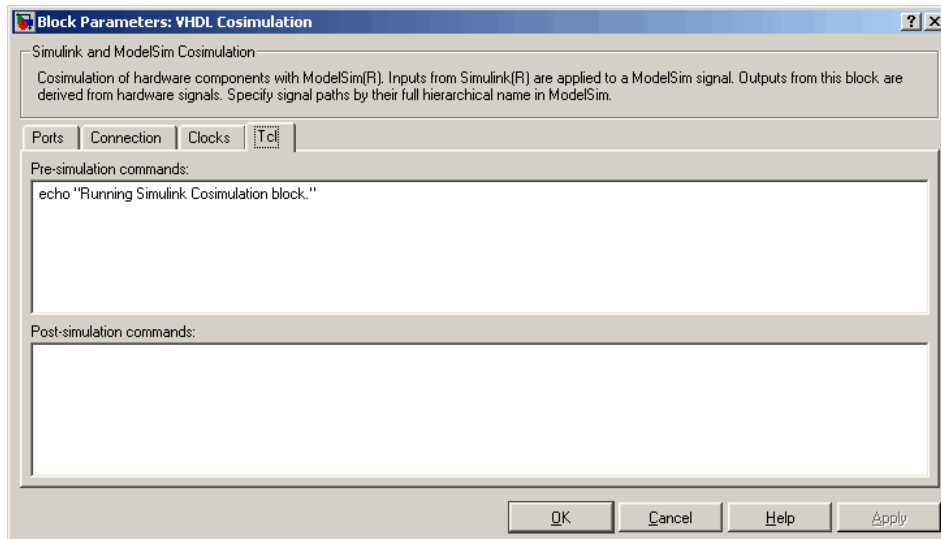 Block Parameters: VHDL Cosimulation
Simulink and ModelSim Cosimulation
Cosimulation of hardware components with ModelSim(R). Inputs from Simulink(R) are applied to a ModelSim signal. Outputs from this block are
derived from hardware signals. Specify signal paths by their full hierarchical name in ModelSim.
Ports Connection Clocks Tcl
Pre-simulation commands:
echo "Running Simulink Cosimulation block."
Post-simulation commands:
OK Cancel Help Apply